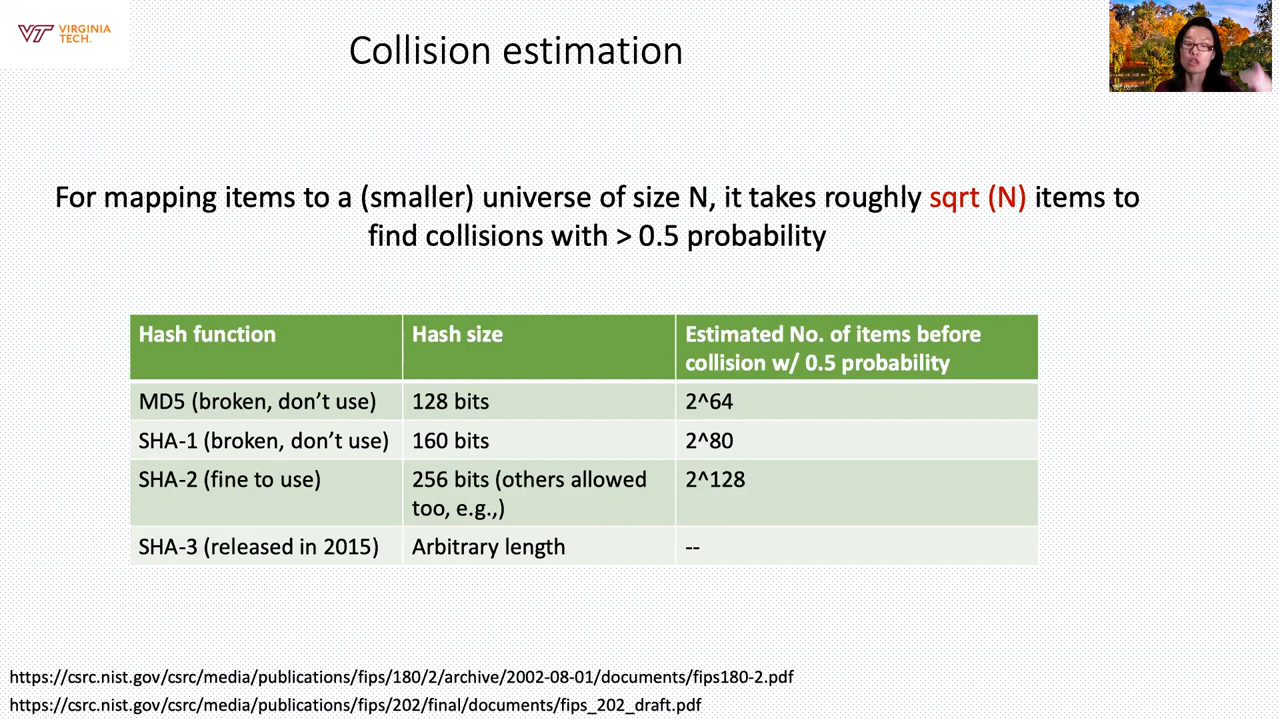 VT VIRGINIA
TECH.
Collision estimation
For mapping items to a (smaller) universe of size N, it takes roughly sqrt (N) items to
find collisions with > 0.5 probability
Hash function
Hash size
Estimated No. of items before
collision w/ 0.5 probability
MD5 (broken, don’t use)
128 bits
2^64
SHA-1 (broken, don’t use)
160 bits
2^80
SHA-2 (fine to use)
256 bits (others allowed
too, e.g.,)
2^128
SHA-3 (released in 2015)
Arbitrary length
--
https://csrc.nist.gov/csrc/media/publications/fips/180/2/archive/2002-08-01/documents/fips180-2.pdf
https://csrc.nist.gov/csrc/media/publications/fips/202/final/documents/fips_202_draft.pdf